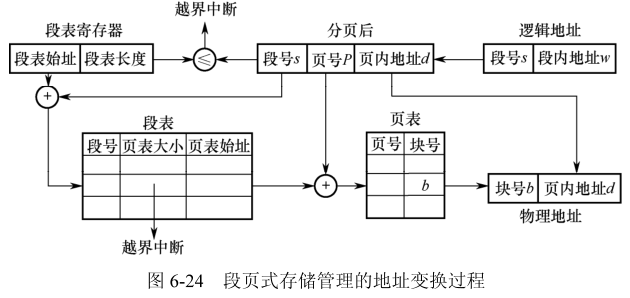 越界中断
段表寄存器
分页后
逻辑地址
段表始址 段表长度
≤
段号s 页号P 页内地址d
段号s 段内地址w
+
段表
页表
段号 页表大小 页表始址
页号 块号
+
b
块号b 页内地址d
物理地址
越界中断
图 6-24 段页式存储管理的地址变换过程